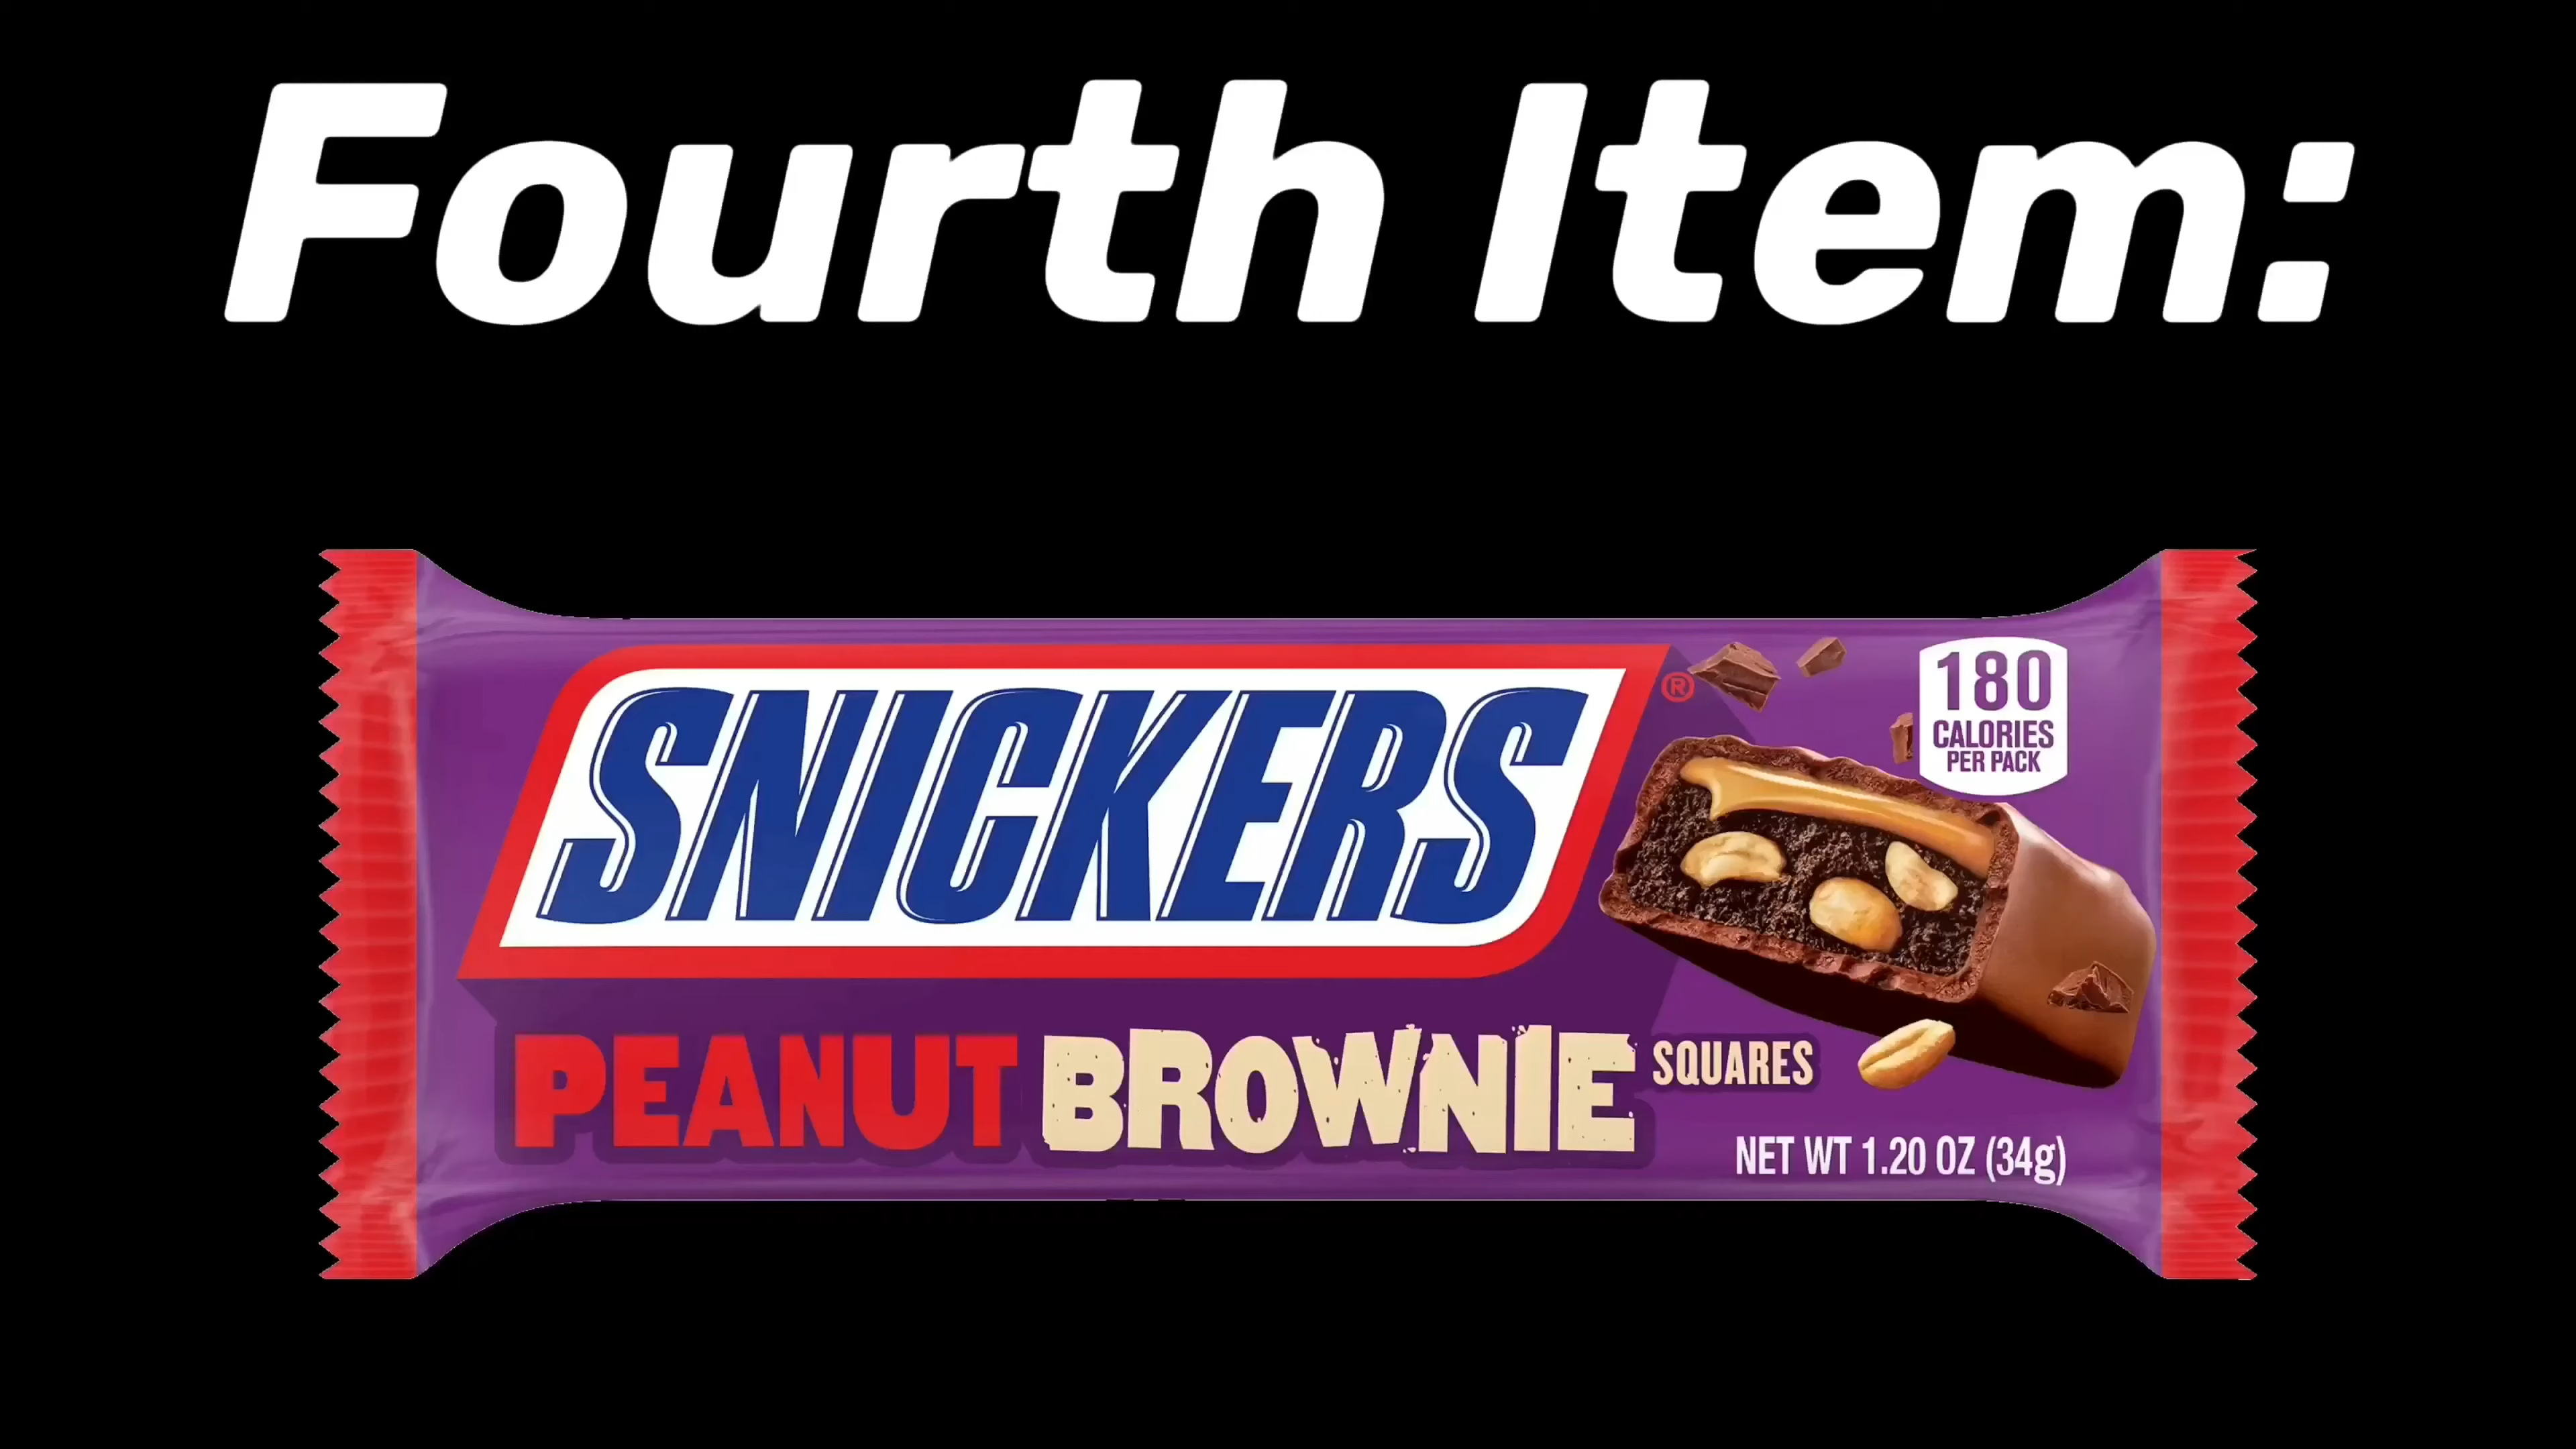 Fourth Item:
SNICKERS®
180
CALORIES
PER PACK
PEANUT BROWNIE SQUARES
NET WT 1.20 OZ (34g)